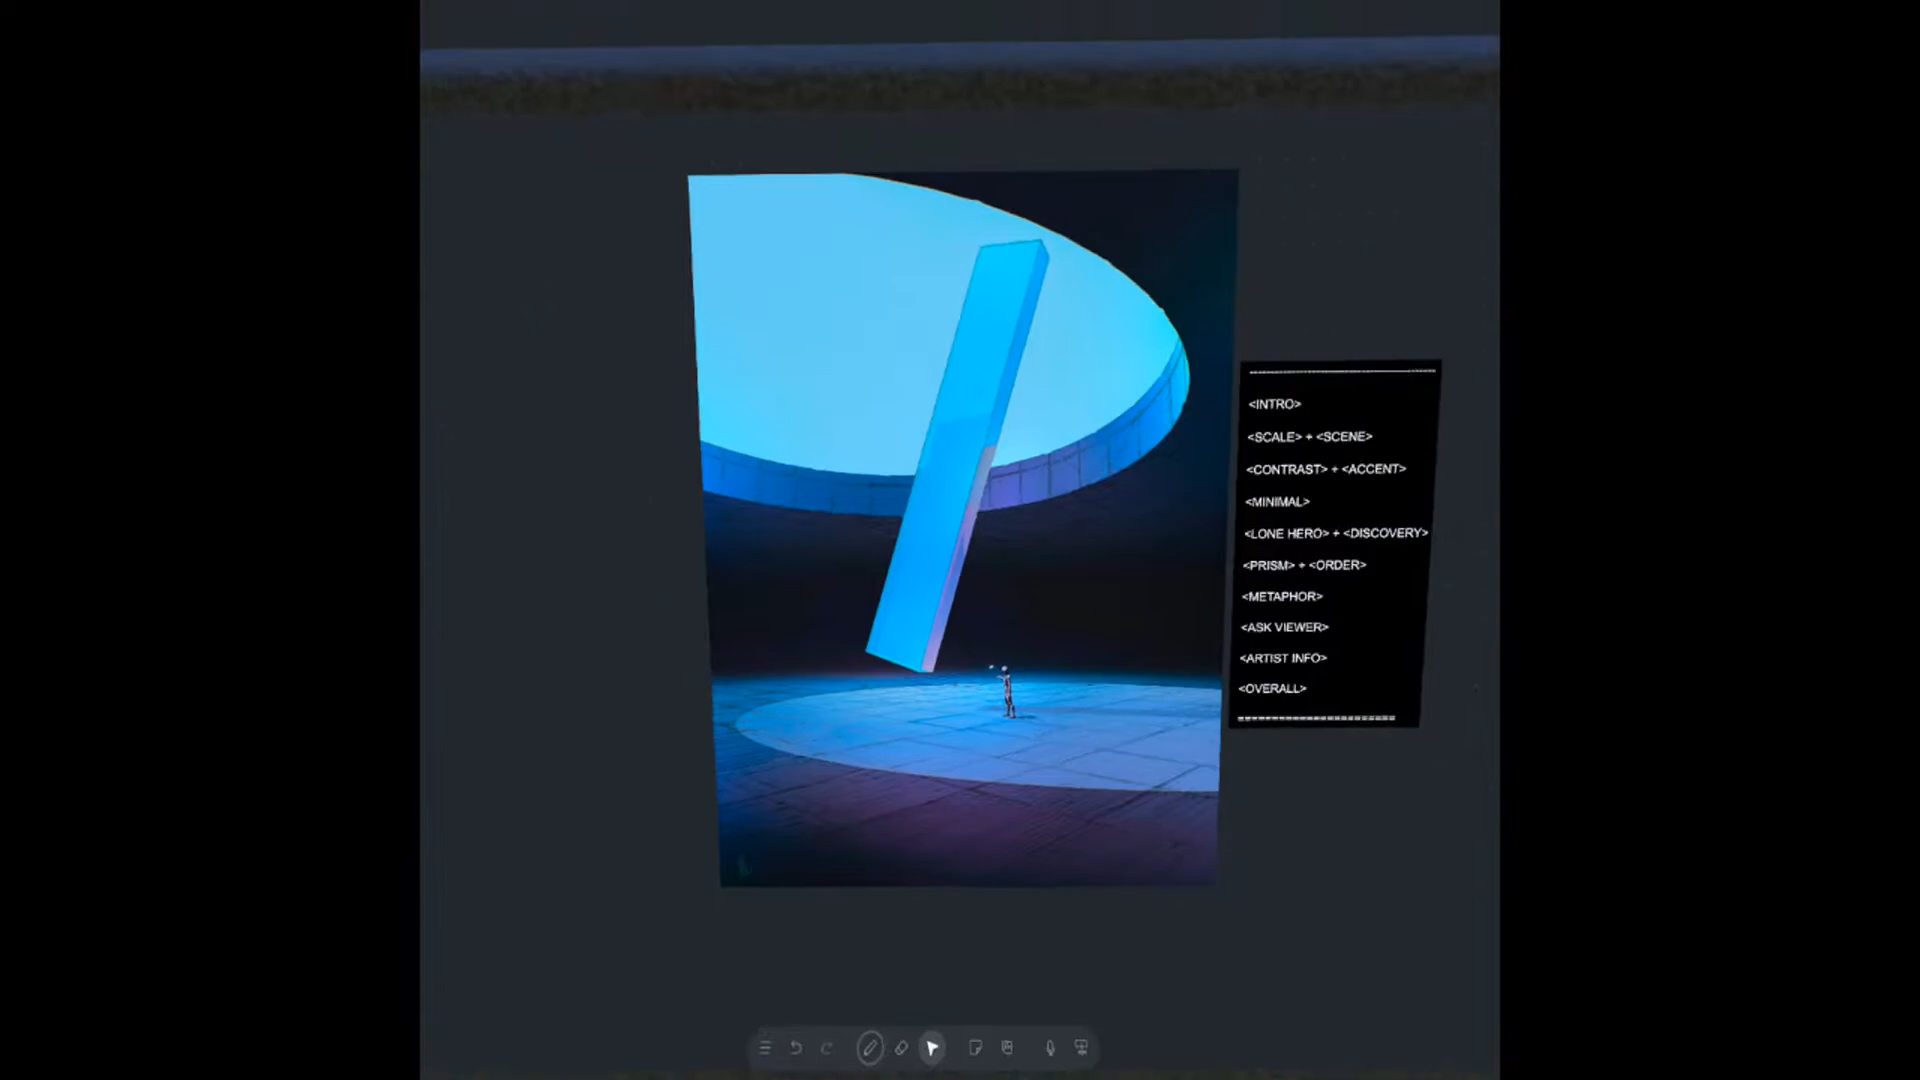 <INTRO>
<SCALE> + <SCENE>
<CONTRAST> + <ACCENT>
<MINIMAL>
<LONE HERO> + <DISCOVERY>
<PRISM> + <ORDER>
<METAPHOR>
<ASK VIEWER>
<ARTIST INFO>
<OVERALL>